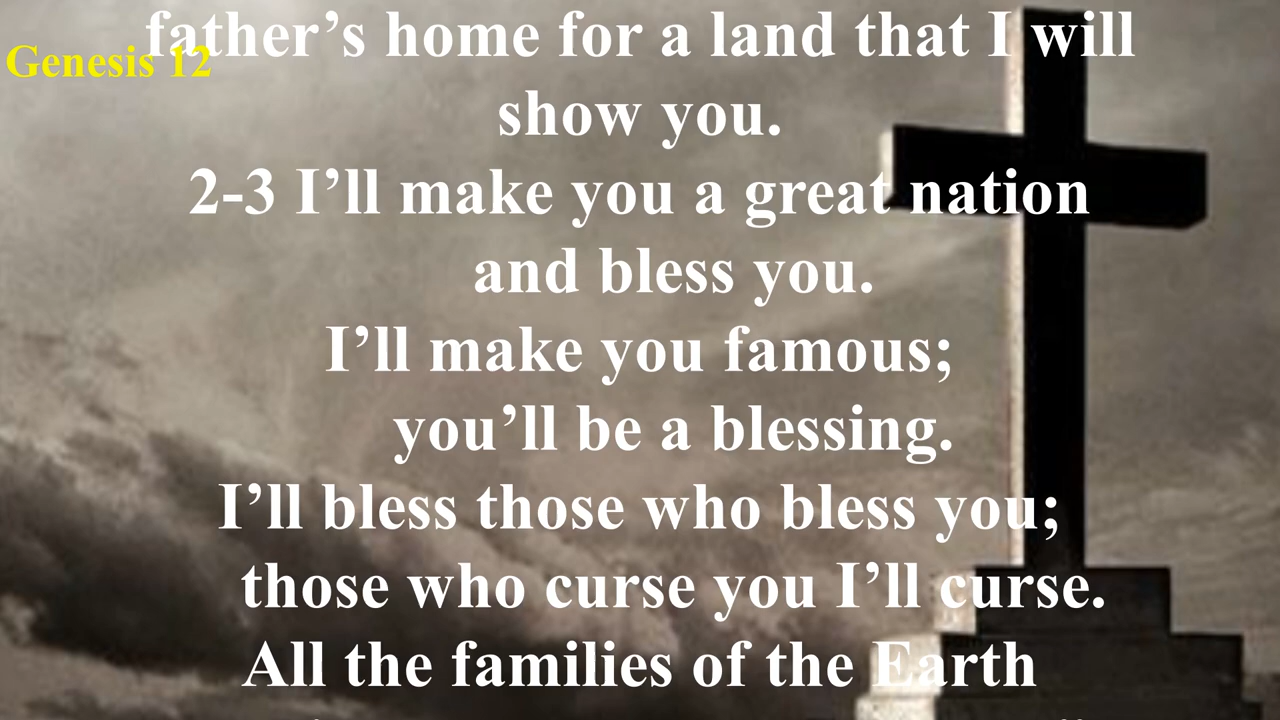 father’s home for a land that I will
Genesis 12
show you.
2-3 I’ll make you a great nation
and bless you.
I’ll make you famous;
you’ll be a blessing.
I’ll bless those who bless you;
those who curse you I’ll curse.
All the families of the Earth